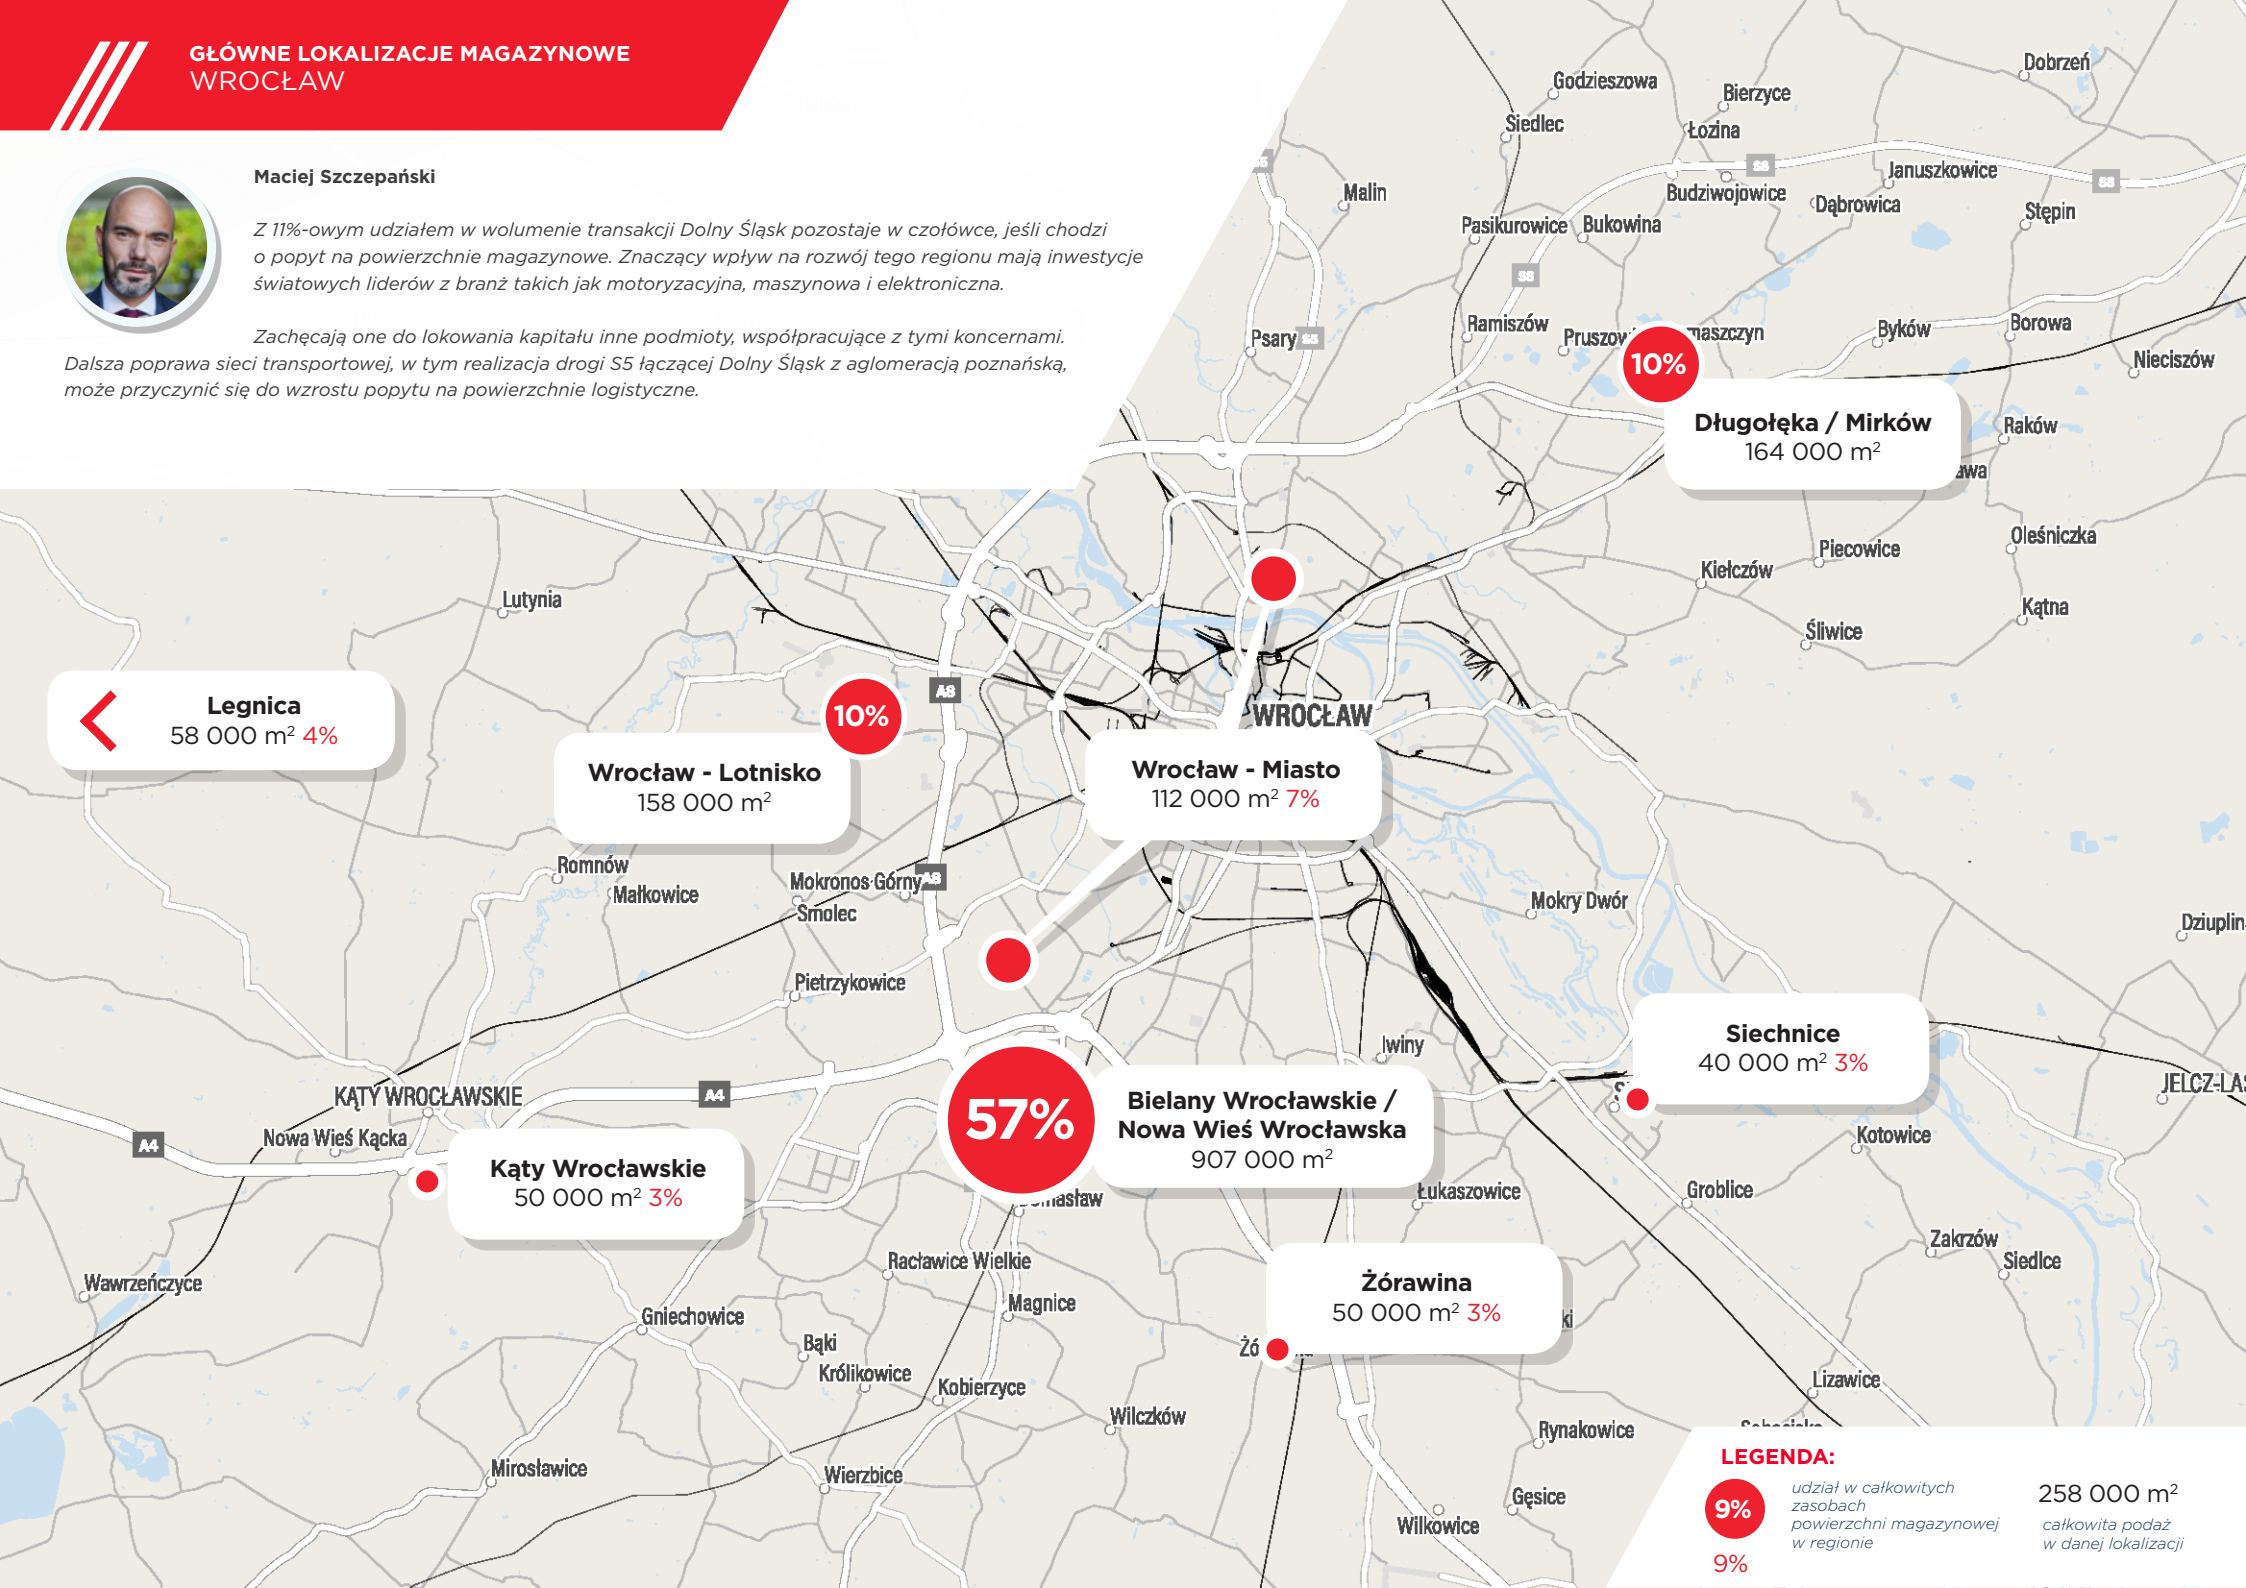 GŁÓWNE LOKALIZACJE MAGAZYNOWE
WROCŁAW
Maciej Szczepański
Z 11%-owym udziałem w wolumenie transakcji Dolny Śląsk pozostaje w czołówce, jeśli chodzi
o popyt na powierzchnie magazynowe. Znaczący wpływ na rozwój tego regionu mają inwestycje
światowych liderów z branż takich jak motoryzacyjna, maszynowa i elektroniczna.
Zachęcają one do lokowania kapitału inne podmioty, współpracujące z tymi koncernami.
Dalsza poprawa sieci transportowej, w tym realizacja drogi S5 łączącej Dolny Śląsk z aglomeracją poznańską,
może przyczynić się do wzrostu popytu na powierzchnie logistyczne.
Dobrzeń
Godzieszowa
Bierzyce
Siedlec
Łozina
S8
Januszkowice
S8
Malin
Budziwojowice
Dąbrowica
Stępin
Pasikurowice
Bukowina
S8
Psary
S5
Ramiszów
Byków
Borowa
Nieciszów
10%
Długołęka / Mirków
164 000 m²
Raków
Oleśniczka
Piecowice
Kiełczów
Kątna
Śliwice
Lutynia
Legnica
58 000 m² 4%
A8
10%
Wrocław - Lotnisko
158 000 m²
WROCŁAW
Wrocław - Miasto
112 000 m² 7%
Romnów
Małkowice
Mokronos Górny
A8
Smolec
Mokry Dwór
Pietrzykowice
Iwiny
Siechnice
40 000 m² 3%
KĄTY WROCŁAWSKIE
A4
A4
Nowa Wieś Kącka
Kąty Wrocławskie
50 000 m² 3%
57%
Bielany Wrocławskie /
Nowa Wieś Wrocławska
907 000 m²
Kotowice
Łukaszowice
Groblice
Zakrzów
Siedlce
Racławice Wielkie
Wawrzeńczyce
Magnice
Gniechowice
Żórawina
50 000 m² 3%
Bąki
Królikowice
Kobierzyce
Lizawice
Wilczków
Rynakowice
Mirosławice
Wierzbice
Gęsice
Wilkowice
LEGENDA:
9%
udział w całkowitych
zasobach
powierzchni magazynowej
w regionie
9%
258 000 m²
całkowita podaż
w danej lokalizacji